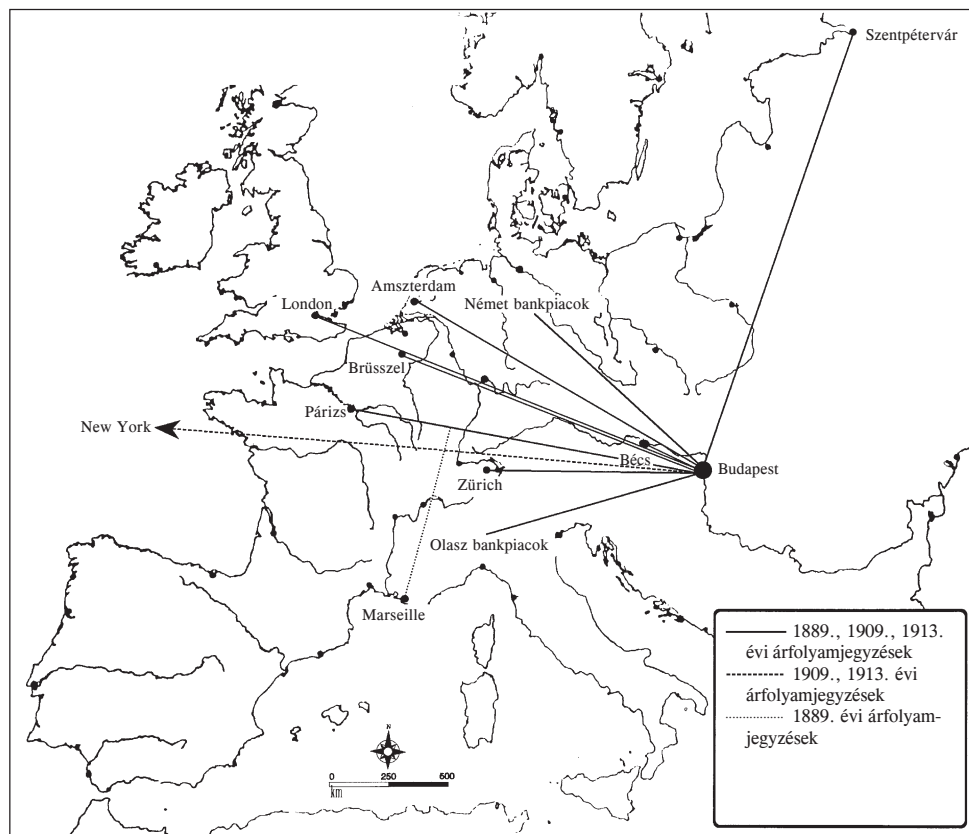 Szentpétervár
Amszterdam
Német bankpiacok
London
Brüsszel
Párizs
New York
Bécs
Budapest
Zürich
Olasz bankpiacok
Marseille
1889., 1909., 1913.
évi árfolyamjegyzések
1909., 1913. évi
árfolyamjegyzések
1889. évi árfolyam-
jegyzések
N
0 250 600
km